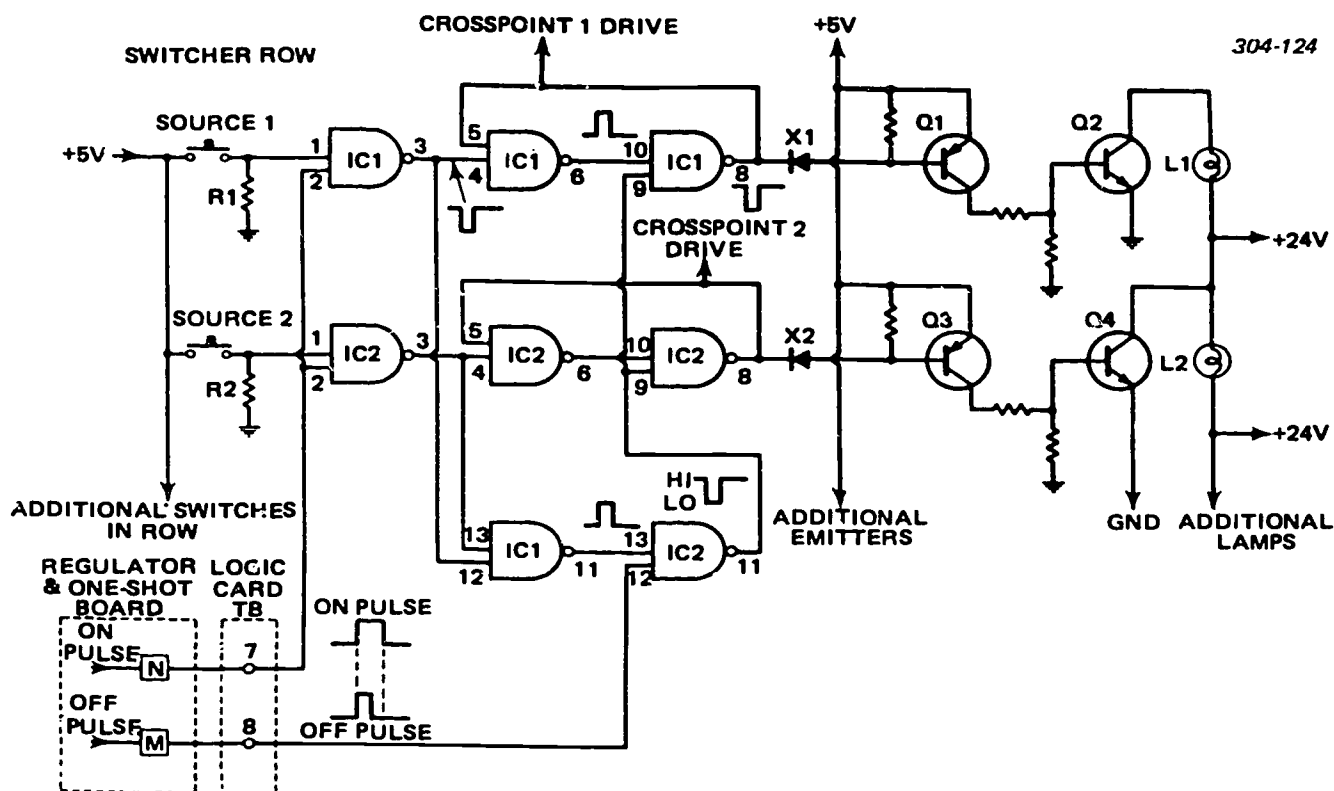 CROSSPOINT 1 DRIVE
+5V
304-124
SWITCHER ROW
SOURCE 1
+5V
1
2
IC1
3
R1
5
4
IC1
6
10
9
IC1
8
X1
Q1
Q2
L1
+24V
CROSSPOINT 2
DRIVE
SOURCE 2
1
2
IC2
3
R2
5
4
IC2
6
10
9
IC2
8
X2
Q3
Q4
L2
+24V
HI
LO
13
12
IC1
11
13
12
IC2
11
ADDITIONAL SWITCHES
IN ROW
ADDITIONAL
EMITTERS
GND
ADDITIONAL
LAMPS
REGULATOR
& ONE-SHOT
BOARD
LOGIC
CARD
TB
ON PULSE
ON
PULSE
N
7
OFF
PULSE
M
8
OFF PULSE